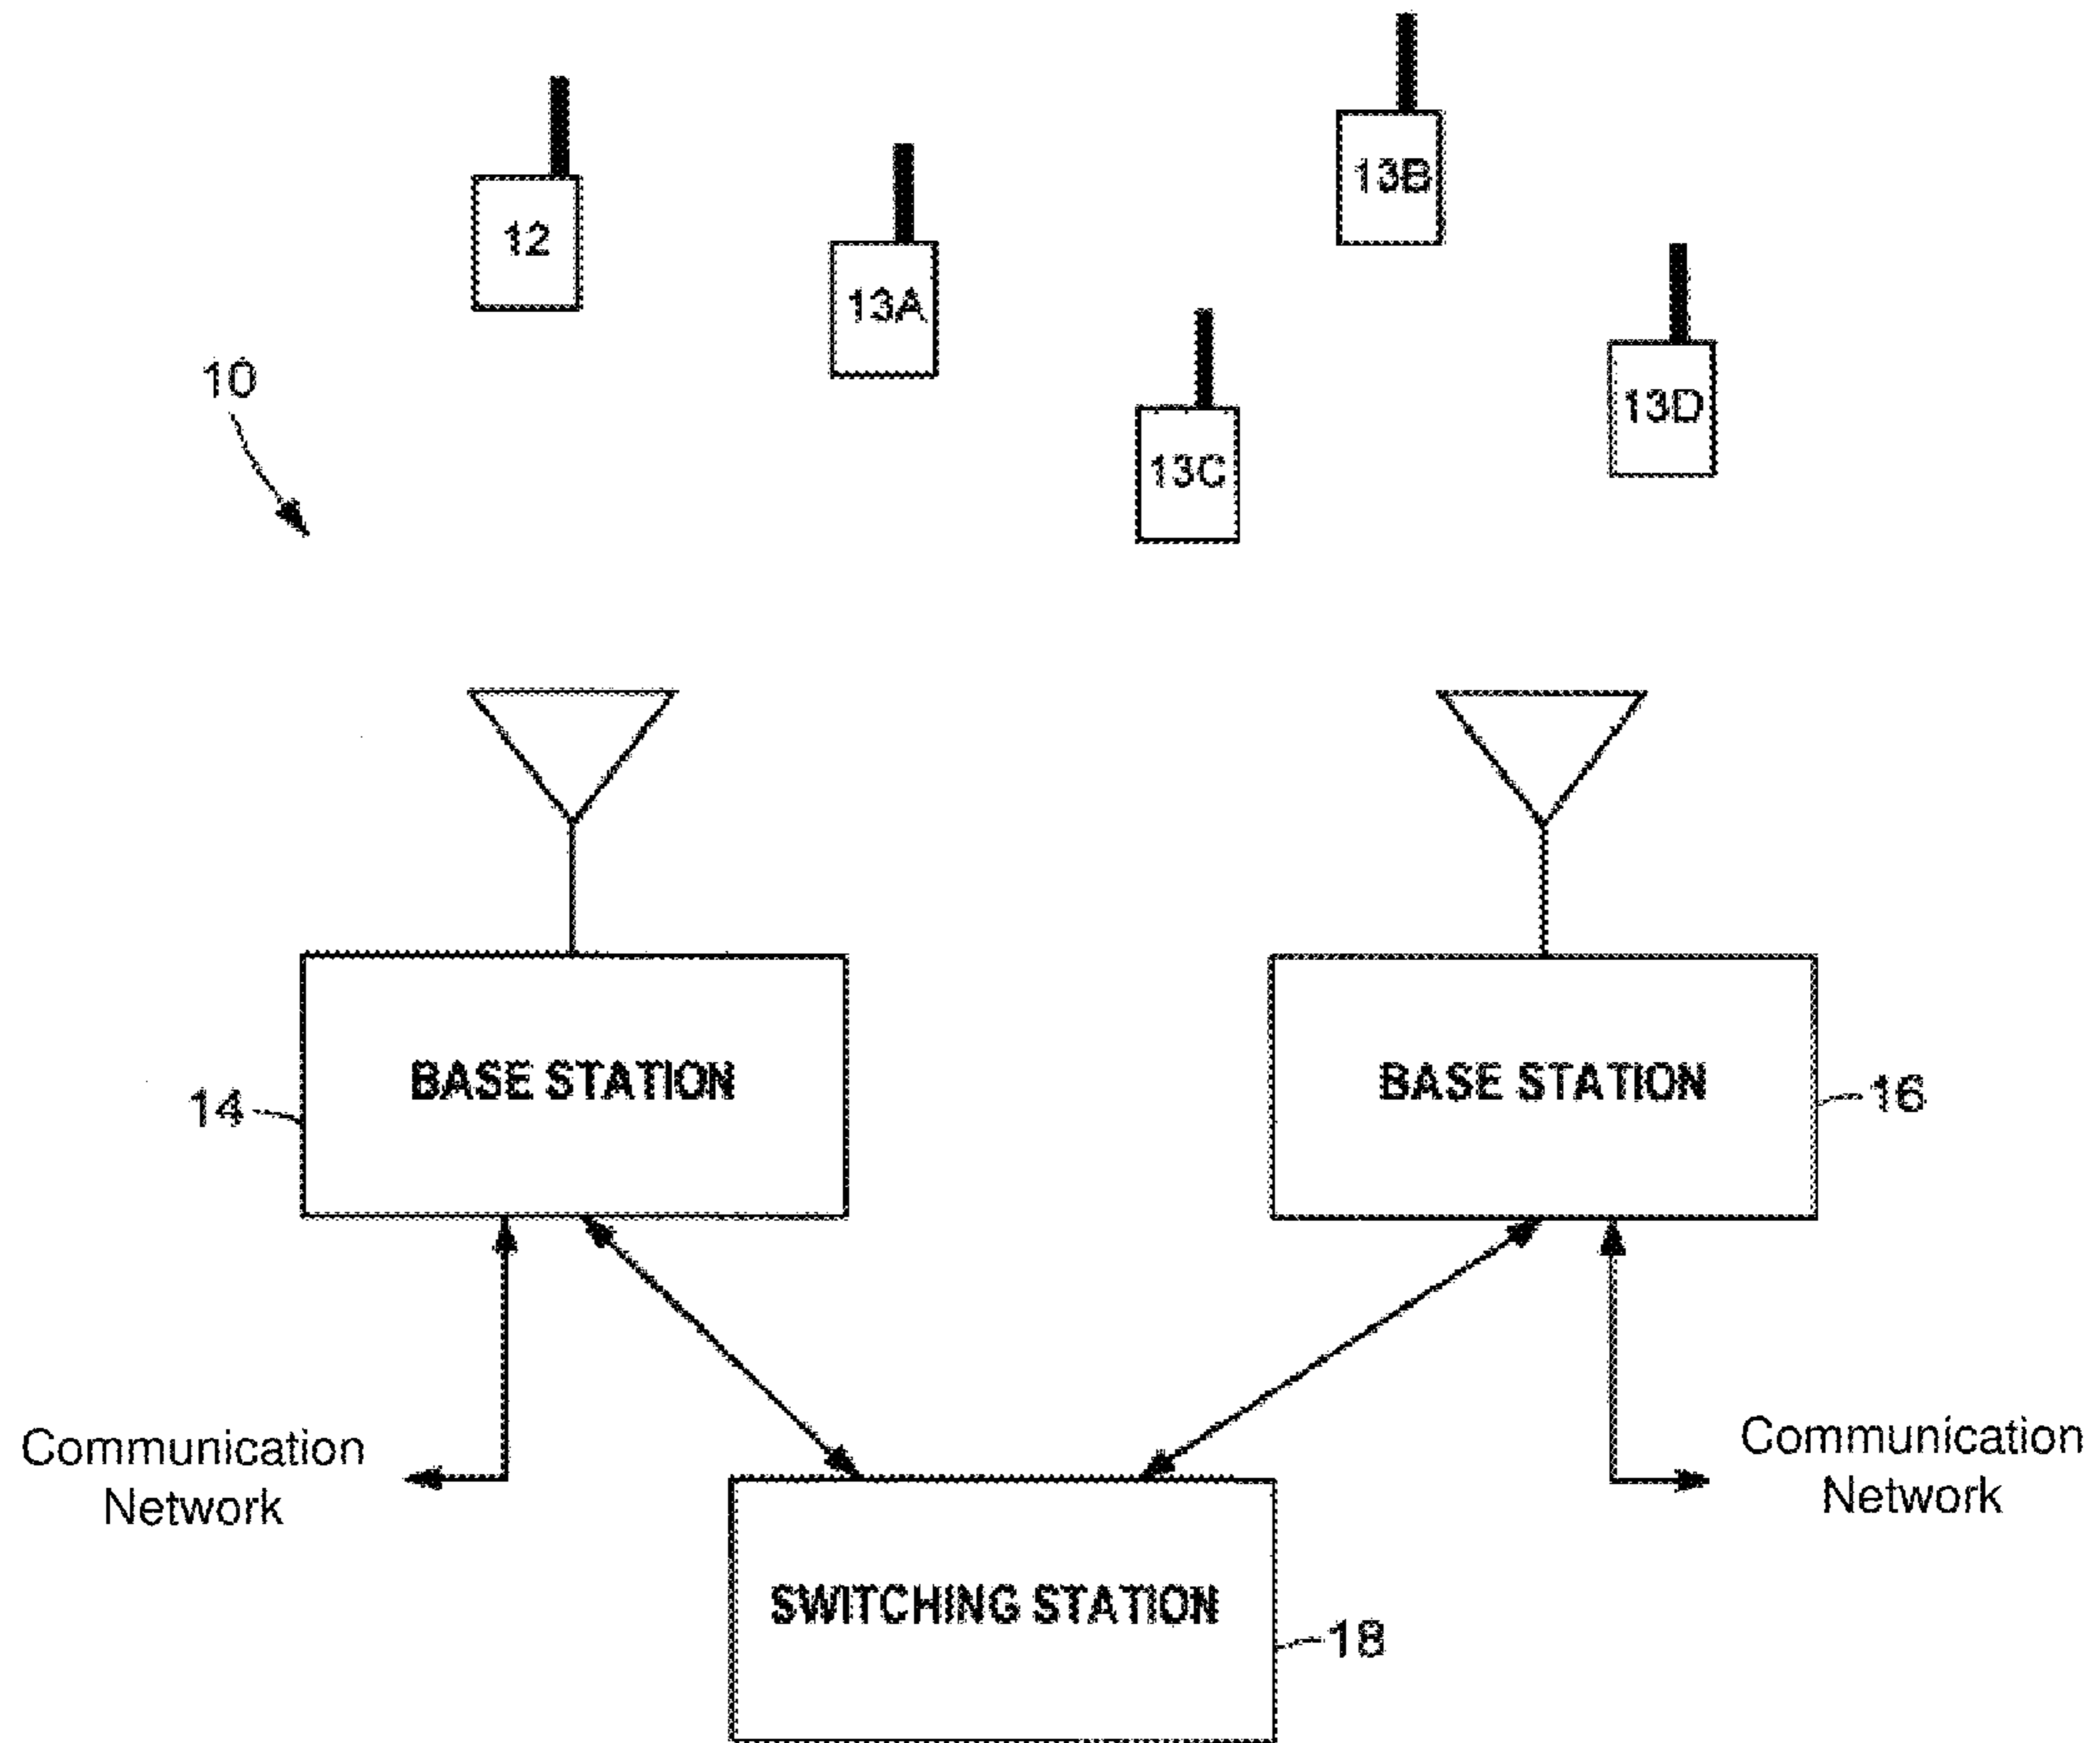 13B
12
13A
10
13D
13C
BASE STATION
BASE STATION
14
16
Communication
Network
Communication
Network
SWITCHING STATION
18